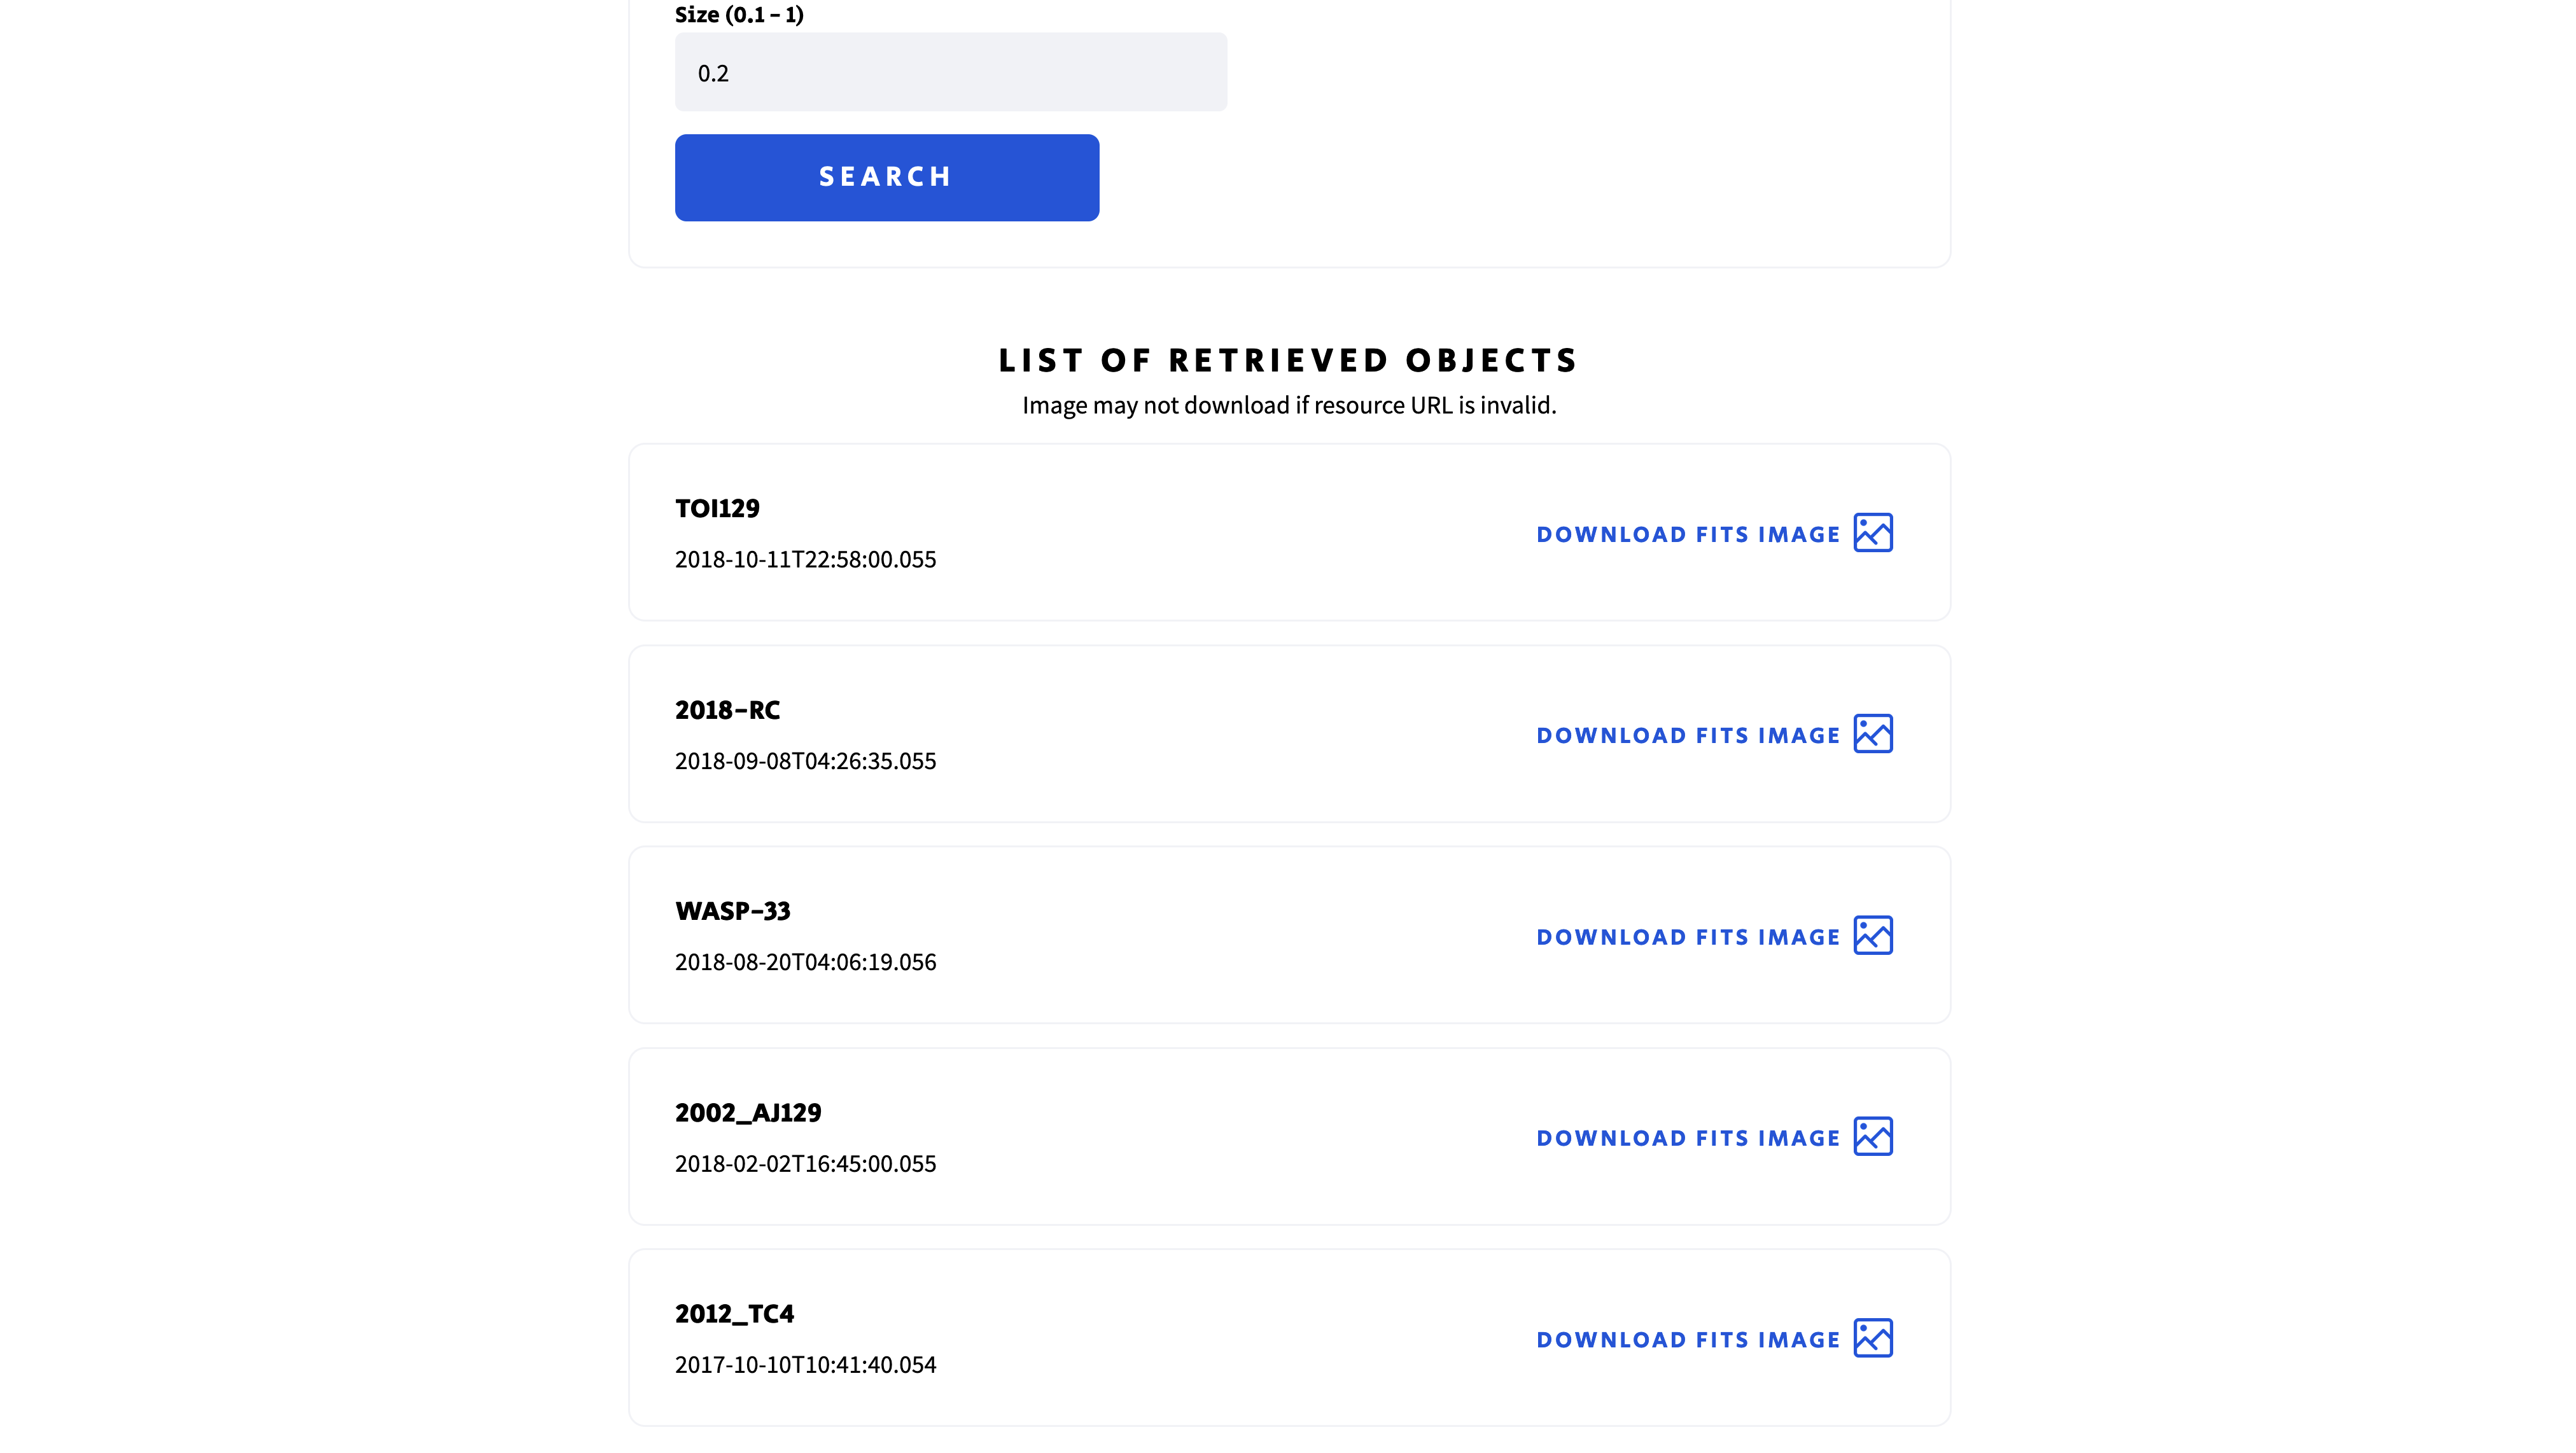 Size (0.1 – 1)
0.2
SEARCH
LIST OF RETRIEVED OBJECTS
Image may not download if resource URL is invalid.
TOI129
DOWNLOAD FITS IMAGE
2018-10-11T22:58:00.055
2018-RC
DOWNLOAD FITS IMAGE
2018-09-08T04:26:35.055
WASP-33
DOWNLOAD FITS IMAGE
2018-08-20T04:06:19.056
2002_AJ129
DOWNLOAD FITS IMAGE
2018-02-02T16:45:00.055
2012_TC4
DOWNLOAD FITS IMAGE
2017-10-10T10:41:40.054